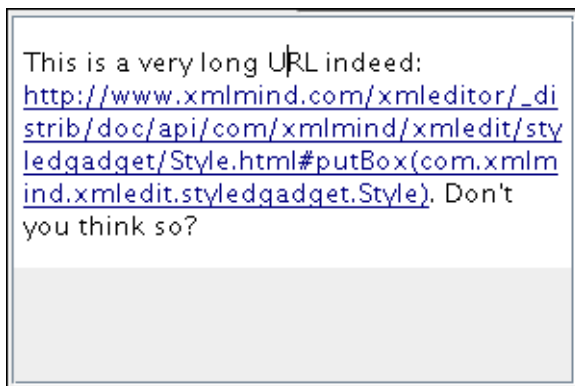 This is a very long URL indeed:
http://www.xmlmind.com/xmleditor/_di
strib/doc/api/com/xmlmind/xmledit/sty
ledgadget/Style.html#putBox(com.xmlm
ind.xmledit.styledgadget.Style). Don't
you think so?